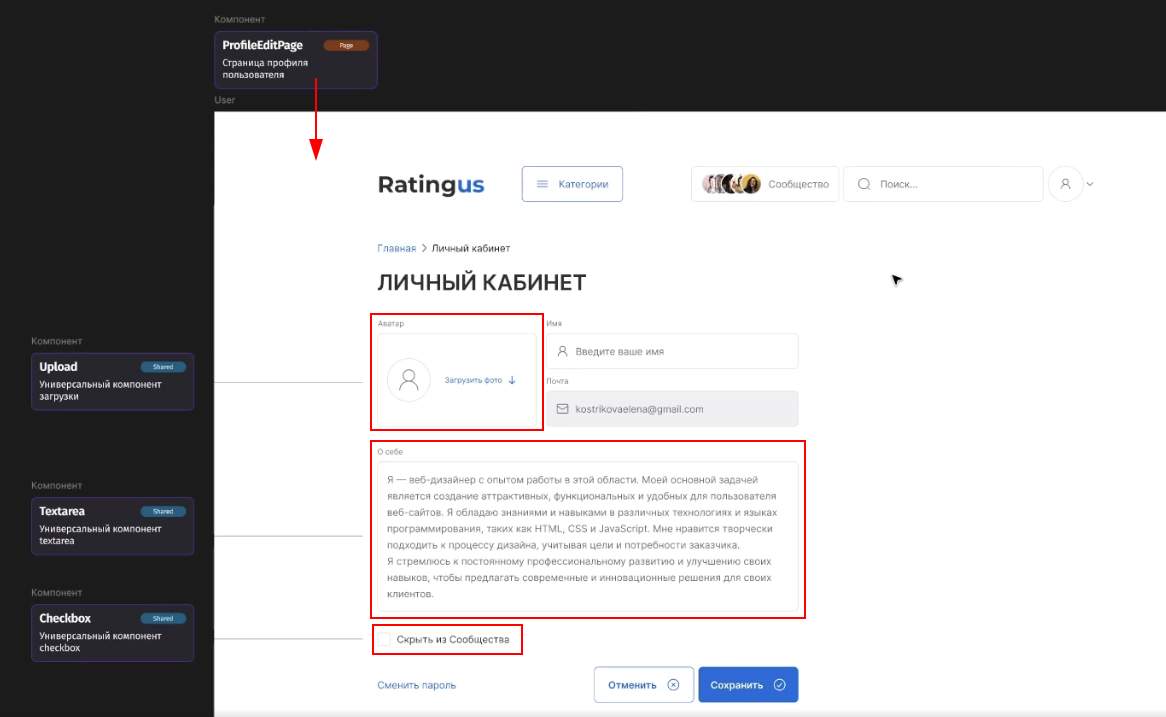 Компонент
ProfileEditPage
Page
Страница профиля
пользователя
User
Ratingus
Категории
Сообщество
Поиск...
Главная > Личный кабинет
ЛИЧНЫЙ КАБИНЕТ
Аватар
Загрузить фото
Имя
Введите ваше имя
Почта
kostrikovaelena@gmail.com
Компонент
Upload
Shared
Универсальный компонент
загрузки
О себе
Я — веб-дизайнер с опытом работы в этой области. Моей основной задачей
является создание аттрактивных, функциональных и удобных для пользователя
веб-сайтов. Я обладаю знаниями и навыками в различных технологиях и языках
программирования, таких как HTML, CSS и JavaScript. Мне нравится творчески
подходить к процессу дизайна, учитывая цели и потребности заказчика.
Я стремлюсь к постоянному профессиональному развитию и улучшению своих
навыков, чтобы предлагать современные и инновационные решения для своих
клиентов.
Компонент
Textarea
Shared
Универсальный компонент
textarea
Компонент
Checkbox
Shared
Универсальный компонент
checkbox
Скрыть из Сообщества
Сменить пароль
Отменить
Сохранить